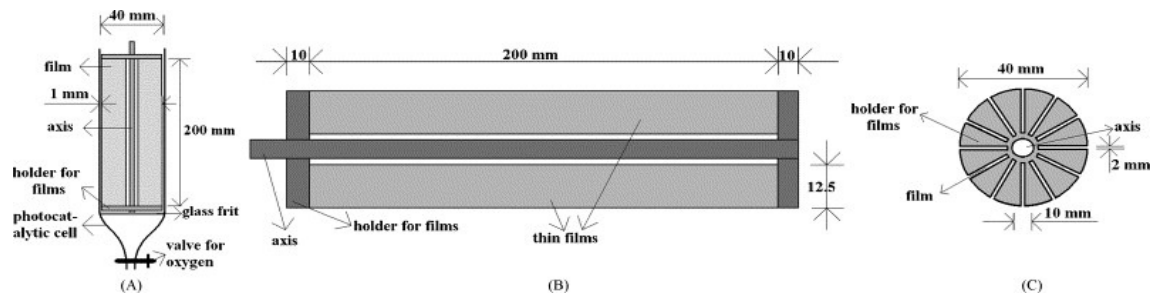 40 mm
film
1 mm
axis
200 mm
holder for
films
glass frit
photocat-
alytic cell
valve for
oxygen
(A)
10
200 mm
10
12.5
axis
holder for films
thin films
(B)
40 mm
holder for
films
axis
2 mm
film
10 mm
(C)